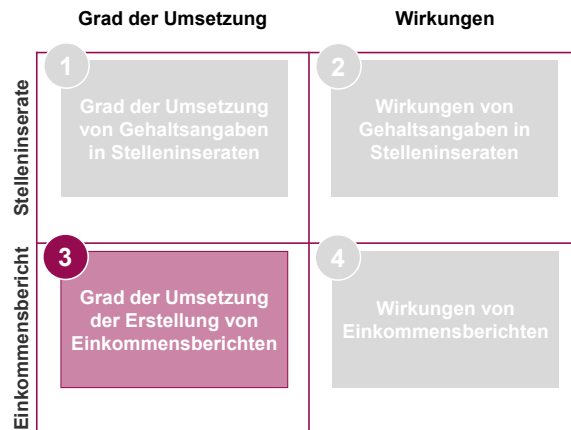 Grad der Umsetzung
Wirkungen
Stelleninserate
1
Grad der Umsetzung
von Gehaltsangaben
in Stelleninseraten
2
Wirkungen von
Gehaltsangaben in
Stelleninseraten
Einkommensbericht
3
Grad der Umsetzung
der Erstellung von
Einkommensberichten
4
Wirkungen von
Einkommensberichten